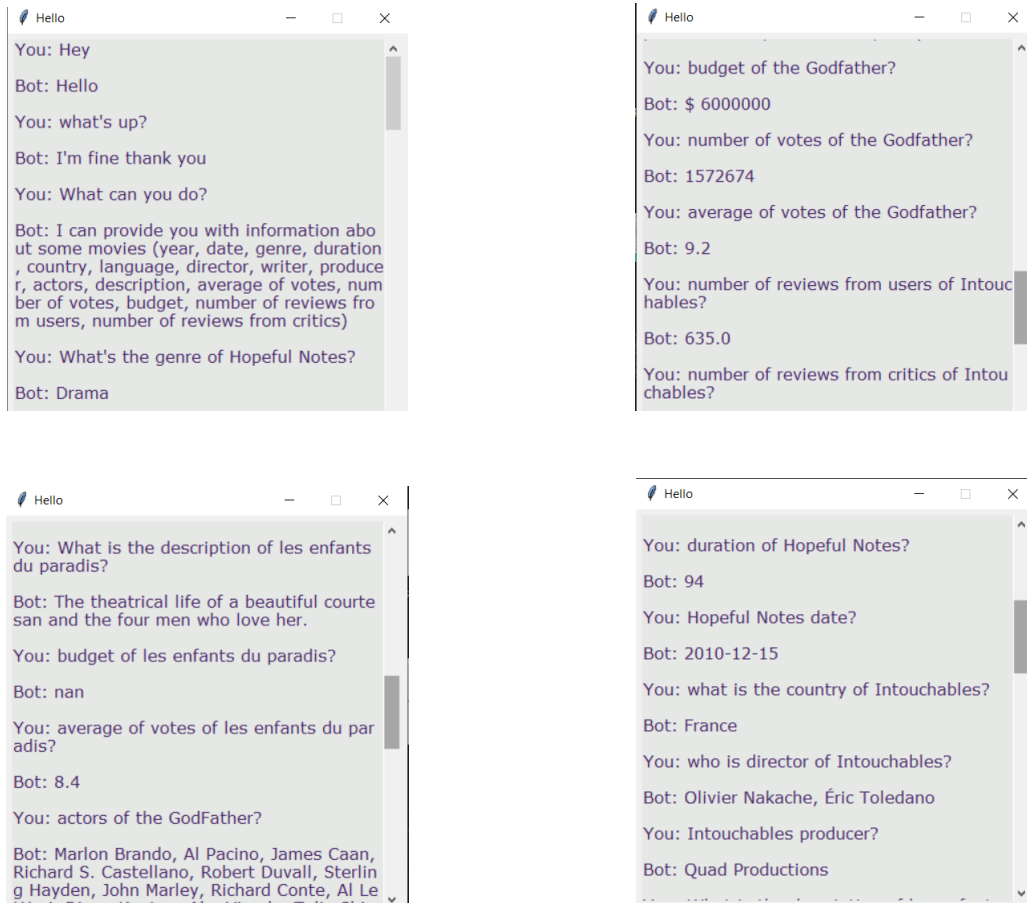 Hello
You: Hey
Bot: Hello
You: what's up?
Bot: I'm fine thank you
You: What can you do?
Bot: I can provide you with information abo
ut some movies (year, date, genre, duration
, country, language, director, writer, produce
r, actors, description, average of votes, num
ber of votes, budget, number of reviews fro
m users, number of reviews from critics)
You: What's the genre of Hopeful Notes?
Bot: Drama
Hello
You: budget of the Godfather?
Bot: $ 6000000
You: number of votes of the Godfather?
Bot: 1572674
You: average of votes of the Godfather?
Bot: 9.2
You: number of reviews from users of Intouc
hables?
Bot: 635.0
You: number of reviews from critics of Intou
chables?
Hello
You: What is the description of les enfants
du paradis?
Bot: The theatrical life of a beautiful courte
san and the four men who love her.
You: budget of les enfants du paradis?
Bot: nan
You: average of votes of les enfants du par
adis?
Bot: 8.4
You: actors of the GodFather?
Bot: Marlon Brando, Al Pacino, James Caan,
Richard S. Castellano, Robert Duvall, Sterlin
g Hayden, John Marley, Richard Conte, Al Le
Hello
You: duration of Hopeful Notes?
Bot: 94
You: Hopeful Notes date?
Bot: 2010-12-15
You: what is the country of Intouchables?
Bot: France
You: who is director of Intouchables?
Bot: Olivier Nakache, Éric Toledano
You: Intouchables producer?
Bot: Quad Productions